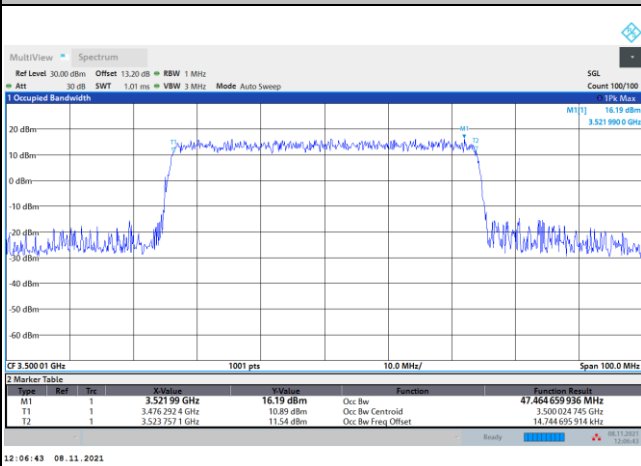 MultiView Spectrum
Ref Level 30.00 dBm Offset 13.20 dB RBW 1 MHz SGL
Att 30 dB SWT 1.01 ms VBW 3 MHz Mode Auto Sweep Count 100/100
1 Occupied Bandwidth 1Pk Max
M1[1] 16.19 dBm
3.521 990 0 GHz
M1
T1 T2
20 dBm
10 dBm
0 dBm
-10 dBm
-20 dBm
-30 dBm
-40 dBm
-50 dBm
-60 dBm
CF 3.500 01 GHz 1001 pts 10.0 MHz/ Span 100.0 MHz
2 Marker Table
Type Ref Trc X-Value Y-Value Function Function Result
M1 1 3.521 99 GHz 16.19 dBm Occ Bw 47.464 659 936 MHz
T1 1 3.476 292 4 GHz 10.89 dBm Occ Bw Centroid 3.500 024 745 GHz
T2 1 3.523 757 1 GHz 11.54 dBm Occ Bw Freq Offset 14.744 695 914 kHz
Ready 08.11.2021
12:06:43
12:06:43 08.11.2021